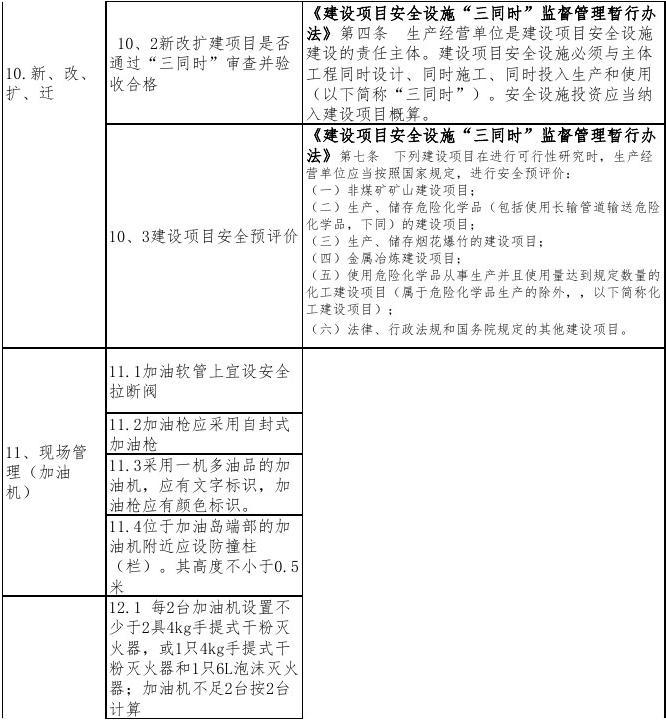 10.新、改、
扩、迁
10、2新改扩建项目是否
通过“三同时”审查并验
收合格
《建设项目安全设施“三同时”监督管理暂行办
法》第四条  生产经营单位是建设项目安全设施
建设的责任主体。建设项目安全设施必须与主体
工程同时设计、同时施工、同时投入生产和使用
（以下简称“三同时”）。安全设施投资应当纳
入建设项目概算。
10、3建设项目安全预评价
《建设项目安全设施“三同时”监督管理暂行办
法》第七条  下列建设项目在进行可行性研究时，生产经
营单位应当按照国家规定，进行安全预评价：
（一）非煤矿矿山建设项目；
（二）生产、储存危险化学品（包括使用长输管道输送危险
化学品，下同）的建设项目；
（三）生产、储存烟花爆竹的建设项目；
（四）金属冶炼建设项目；
（五）使用危险化学品从事生产并且使用量达到规定数量的
化工建设项目（属于危险化学品生产的除外，，以下简称化
工建设项目）；
（六）法律、行政法规和国务院规定的其他建设项目。
11、现场管
理（加油
机）
11.1加油软管上宜设安全
拉断阀
11.2加油枪应采用自封式
加油枪
11.3采用一机多油品的加
油机，应有文字标识，加
油枪应有颜色标识。
11.4位于加油岛端部的加
油机附近应设防撞柱
（栏）。其高度不小于0.5
米
12.1 每2台加油机设置不
少于2具4kg手提式干粉灭
火器，或1只4kg手提式干
粉灭火器和1只6L泡沫灭火
器；加油机不足2台按2台
计算